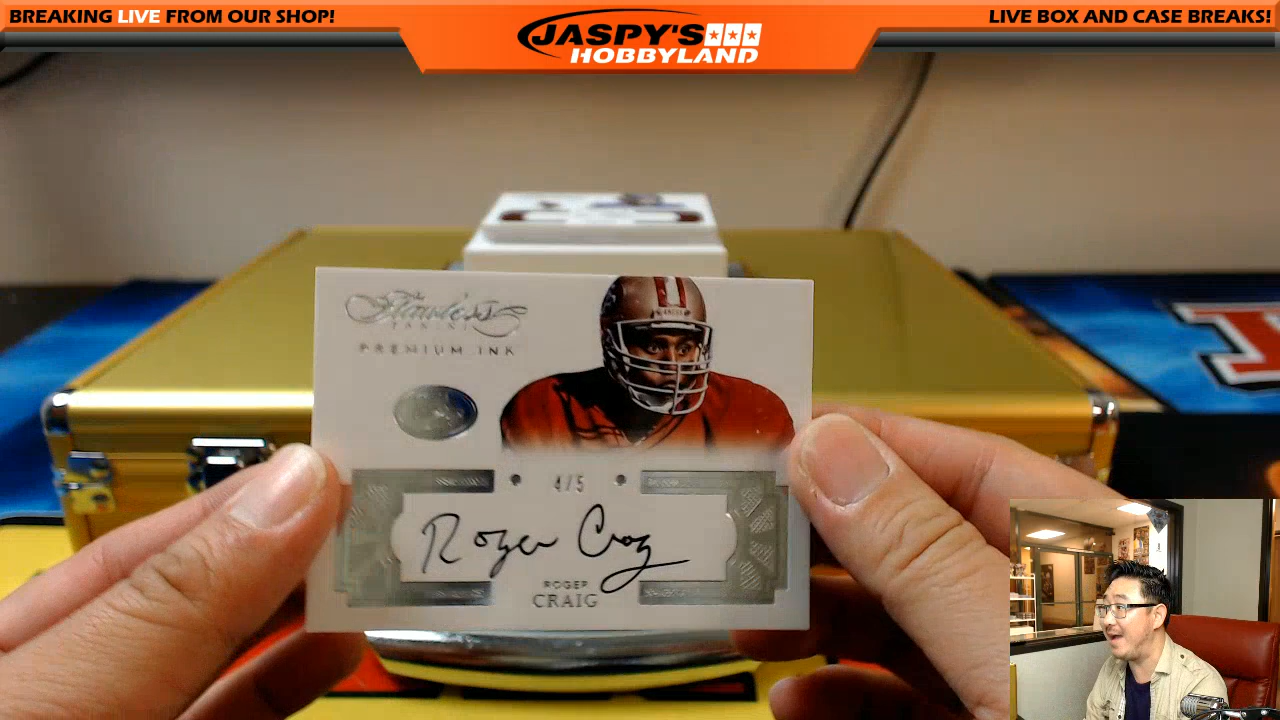 BREAKING LIVE FROM OUR SHOP!
JASPY'S
HOBBYLAND
LIVE BOX AND CASE BREAKS!
Flawless
PANINI
PREMIUM INK
4/5
Roger Craig
ROGER
CRAIG